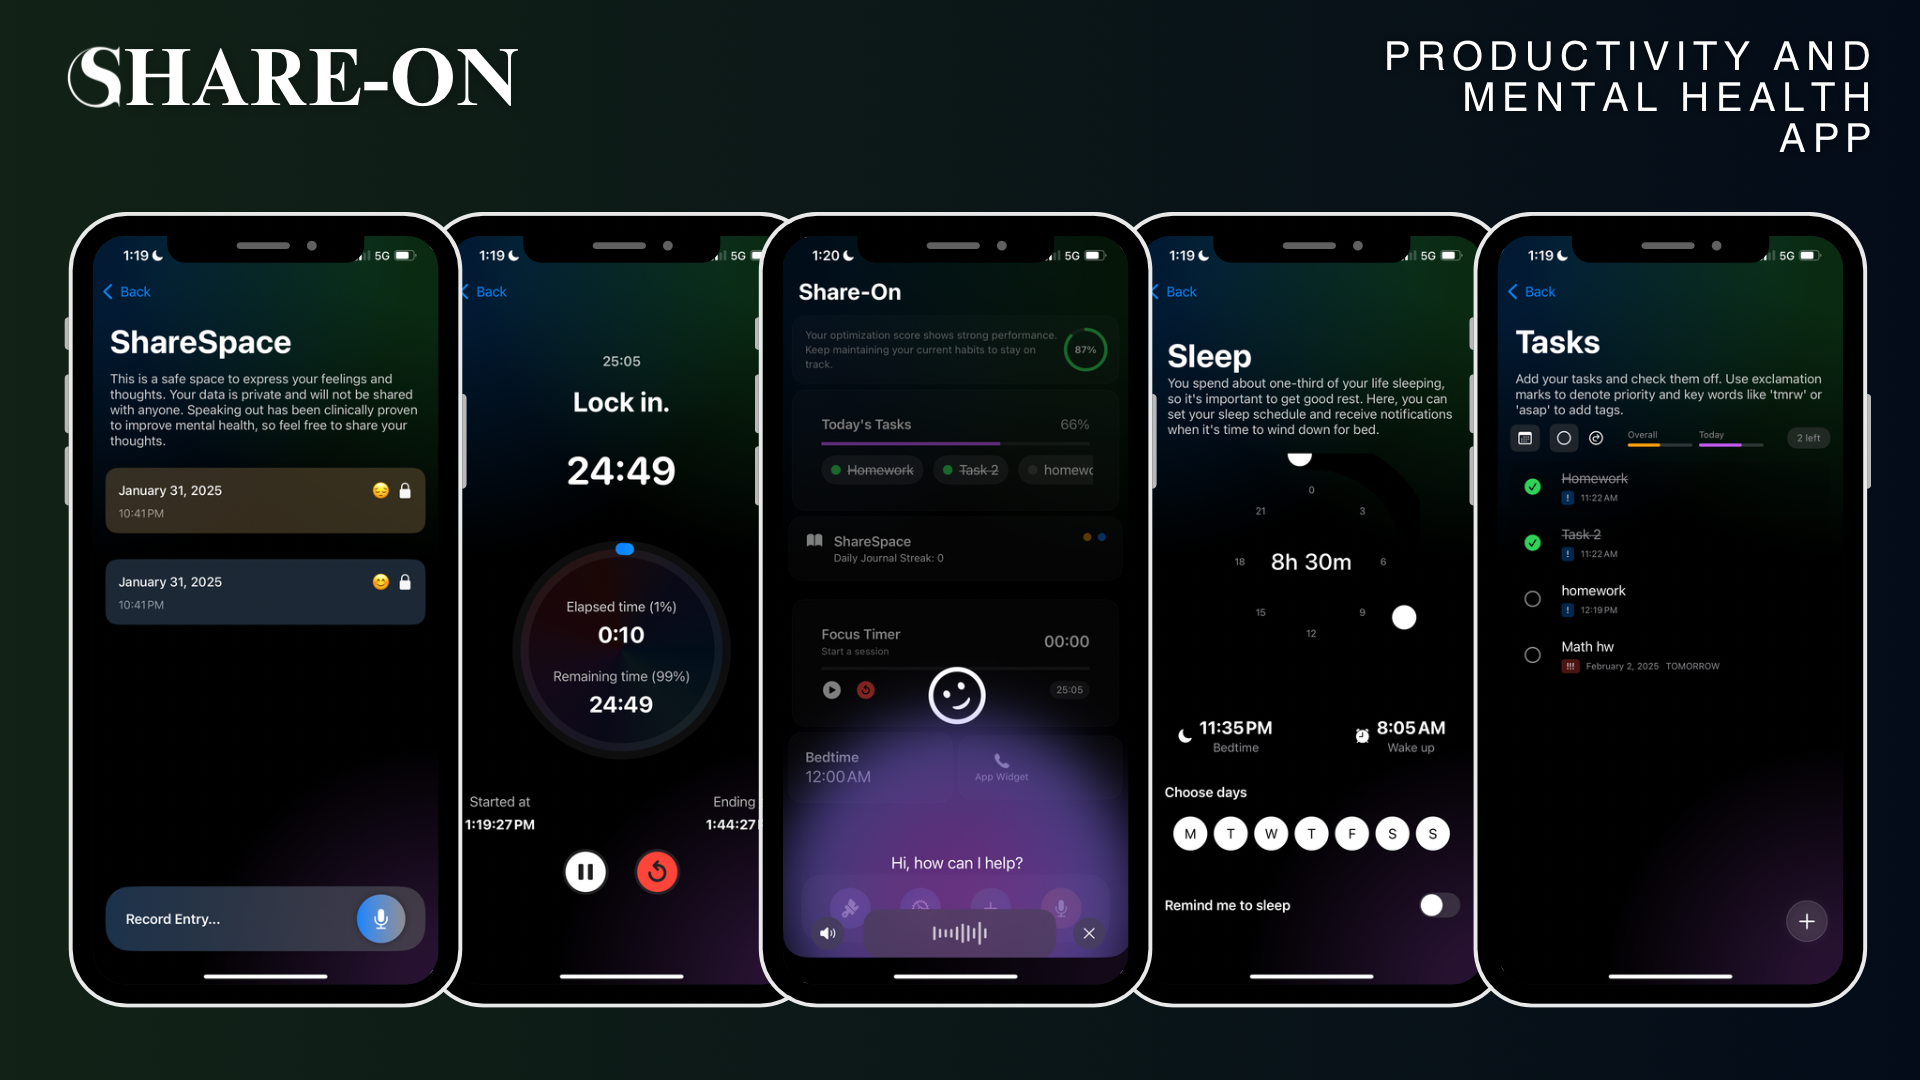 SHARE-ON
PRODUCTIVITY AND
MENTAL HEALTH
APP
1:19
5G
Back
ShareSpace
This is a safe space to express your feelings and
thoughts. Your data is private and will not be shared
with anyone. Speaking out has been clinically proven
to improve mental health, so feel free to share your
thoughts.
January 31, 2025
10:41 PM
January 31, 2025
10:41 PM
Record Entry...
1:19
5G
Back
25:05
Lock in.
24:49
Elapsed time (1%)
0:10
Remaining time (99%)
24:49
Started at
Ending
1:19:27 PM
1:44:27
1:20
5G
Share-On
Your optimization score shows strong performance.
Keep maintaining your current habits to stay on
track.
87%
Today's Tasks
66%
Homework
Task 2
homewo
ShareSpace
Daily Journal Streak: 0
Focus Timer
Start a session
00:00
25:05
Bedtime
12:00 AM
App Widget
Hi, how can I help?
1:19
5G
Back
Sleep
You spend about one-third of your life sleeping,
so it's important to get good rest. Here, you can
set your sleep schedule and receive notifications
when it's time to wind down for bed.
0
21
3
18
8h 30m
6
15
9
12
11:35 PM
Bedtime
8:05 AM
Wake up
Choose days
M T W T F S S
Remind me to sleep
1:19
5G
Back
Tasks
Add your tasks and check them off. Use exclamation
marks to denote priority and key words like 'tmrw' or
'asap' to add tags.
Overall
Today
2 left
Homework
! 11:22 AM
Task 2
! 11:22 AM
homework
! 12:19 PM
Math hw
!!! February 2, 2025 TOMORROW